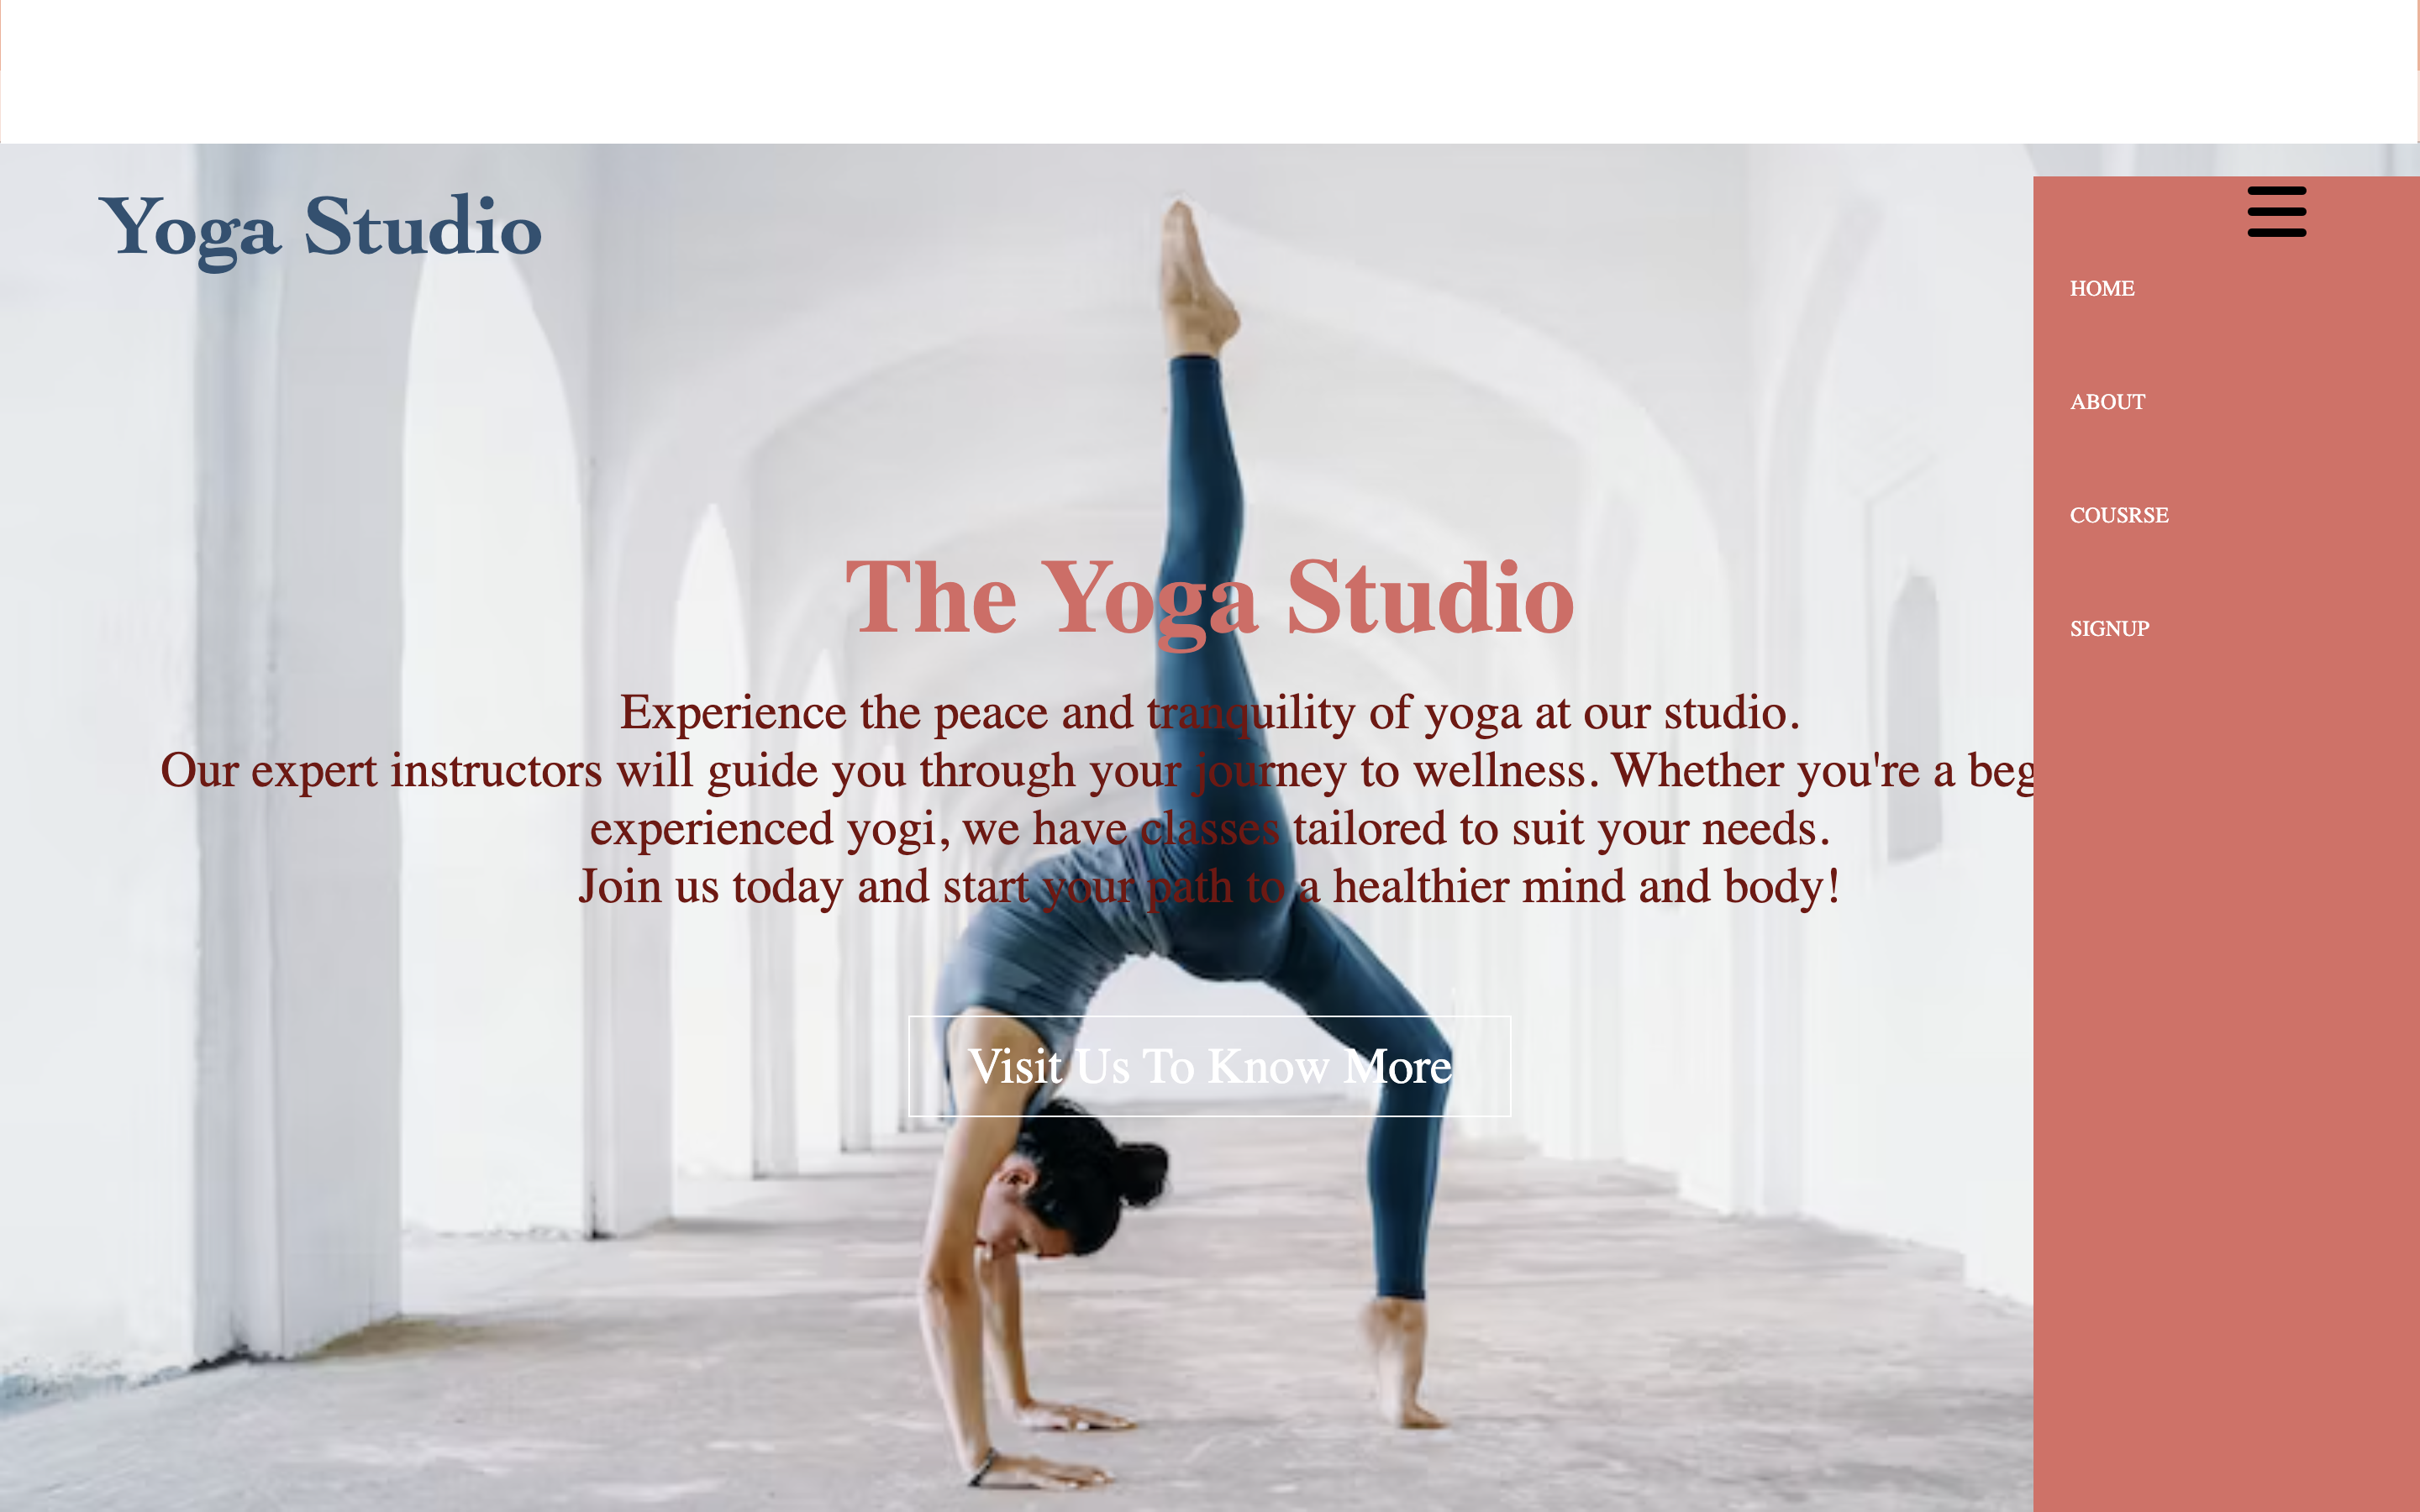 Yoga Studio
HOME
ABOUT
COUSRSE
SIGNUP
The Yoga Studio
Experience the peace and tranquility of yoga at our studio.
Our expert instructors will guide you through your journey to wellness. Whether you're a beg
experienced yogi, we have classes tailored to suit your needs.
Join us today and start your path to a healthier mind and body!
Visit Us To Know More